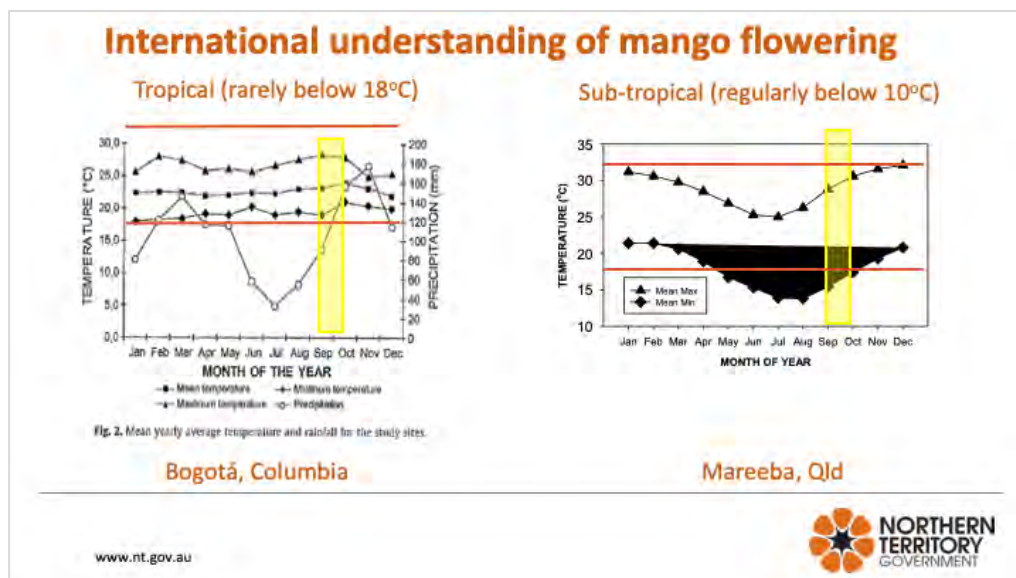 International understanding of mango flowering
Tropical (rarely below 18°C)
Sub-tropical (regularly below 10°C)
TEMPERATURE (°C)
30,0
25,0
20,0
15,0
10,0
5,0
0,0
200
180
160
140
120
100
80
60
40
20
0
PRECIPITATION (mm)
Jan Feb Mar Apr May Jun Jul Aug Sep Oct Nov Dec
MONTH OF THE YEAR
Mean temperature
Minimum temperature
Maximum temperature
Precipitation
Fig. 2. Mean yearly average temperature and rainfall for the study sites.
TEMPERATURE (°C)
35
30
25
20
15
10
Mean Max
Mean Min
Jan Feb Mar Apr May Jun Jul Aug Sep Oct Nov Dec
MONTH OF YEAR
Bogotá, Columbia
Mareeba, Qld
www.nt.gov.au
NORTHERN
TERRITORY
GOVERNMENT